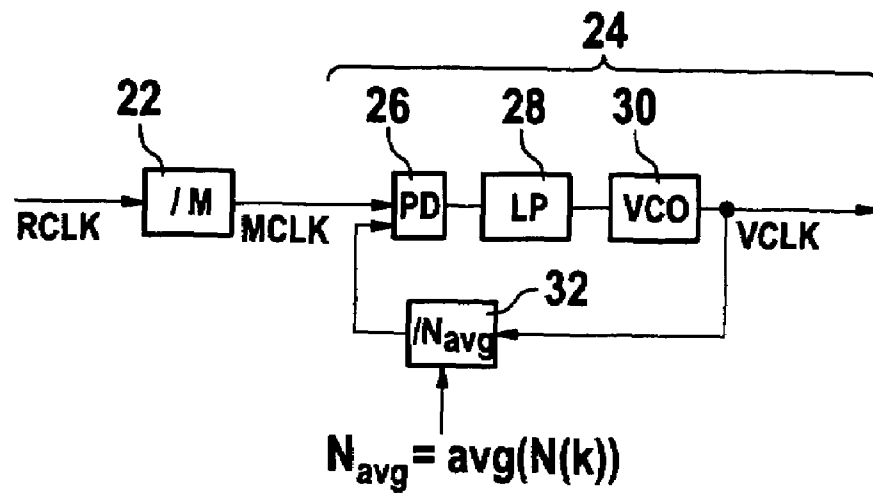 24
22
26
28
30
/ M
PD
LP
VCO
RCLK
MCLK
VCLK
32
/Navg
Navg = avg(N(k))